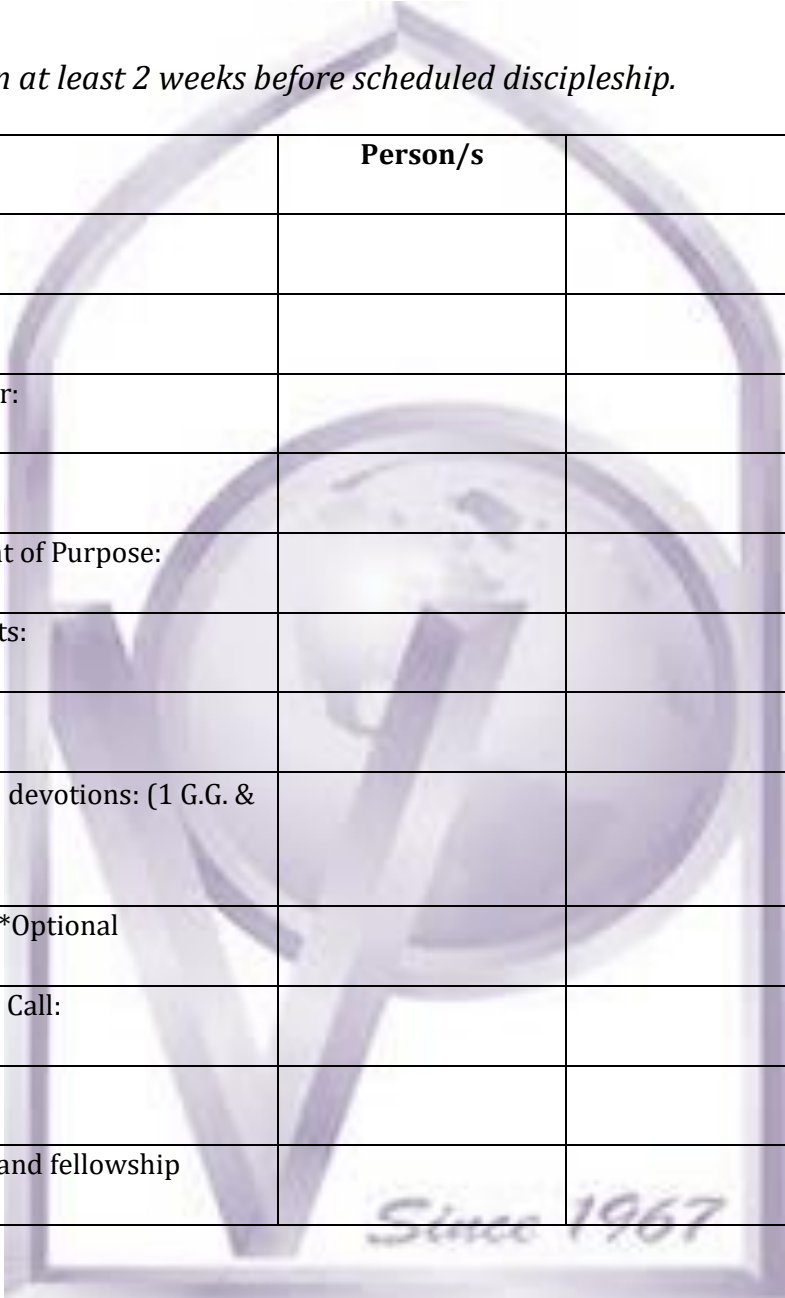 n at least 2 weeks before scheduled discipleship.
Person/s
r:
t of Purpose:
ts:
devotions: (1 G.G. &
*Optional
Call:
and fellowship
Since 1967